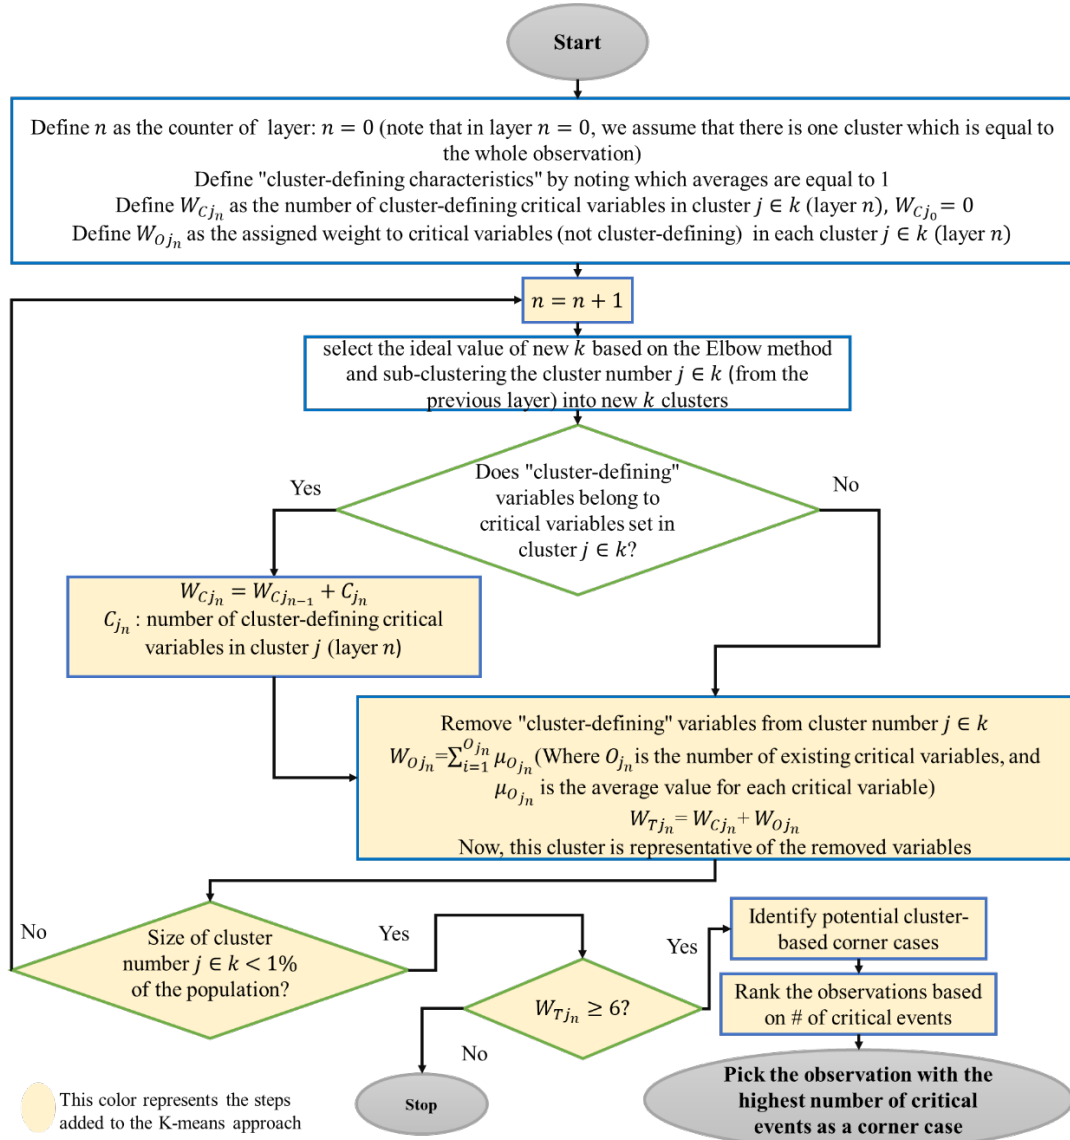 Start
Define n as the counter of layer: n = 0 (note that in layer n = 0, we assume that there is one cluster which is equal to
the whole observation)
Define "cluster-defining characteristics" by noting which averages are equal to 1
Define W_{Cj_n} as the number of cluster-defining critical variables in cluster j ∈ k (layer n), W_{Cj_0} = 0
Define W_{Oj_n} as the assigned weight to critical variables (not cluster-defining) in each cluster j ∈ k (layer n)
n = n + 1
select the ideal value of new k based on the Elbow method
and sub-clustering the cluster number j ∈ k (from the
previous layer) into new k clusters
Does "cluster-defining"
variables belong to
critical variables set in
cluster j ∈ k?
Yes
No
W_{Cj_n} = W_{Cj_{n-1}} + C_{j_n}
C_{j_n} : number of cluster-defining critical
variables in cluster j (layer n)
Remove "cluster-defining" variables from cluster number j ∈ k
W_{Oj_n}=∑_{i=1}^{O_{j_n}} μ_{O_{j_n}}(Where O_{j_n} is the number of existing critical variables, and
μ_{O_{j_n}} is the average value for each critical variable)
W_{Tj_n}= W_{Cj_n}+ W_{Oj_n}
Now, this cluster is representative of the removed variables
Size of cluster
number j ∈ k < 1%
of the population?
No
Yes
W_{Tj_n} ≥ 6?
Yes
No
Identify potential cluster-
based corner cases
Rank the observations based
on # of critical events
Stop
Pick the observation with the
highest number of critical
events as a corner case
This color represents the steps
added to the K-means approach